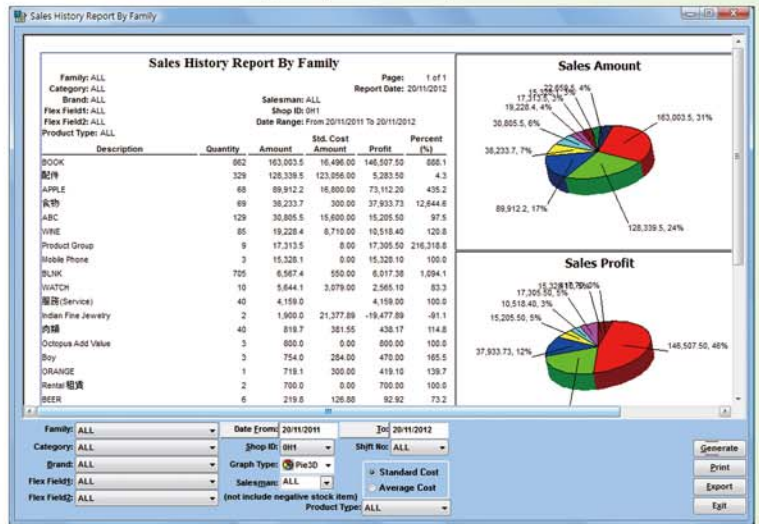 Sales History Report By Family
Sales History Report By Family
Family: ALL Page: 1 of 1
Category: ALL Report Date: 20/11/2012
Brand: ALL Salesman: ALL
Flex Field1: ALL Shop ID: 0H1
Flex Field2: ALL Date Range: From 20/11/2011 To 20/11/2012
Product Type: ALL
Description Quantity Amount Std. Cost Amount Profit Percent (%)
BOOK 862 163,003.5 16,496.00 146,507.50 888.1
配件 329 128,339.5 123,056.00 5,283.50 4.3
APPLE 68 89,912.2 16,800.00 73,112.20 435.2
食物 69 38,233.7 300.00 37,933.73 12,644.6
ABC 129 30,805.5 15,600.00 15,205.50 97.5
WINE 85 19,228.4 8,710.00 10,518.40 120.8
Product Group 9 17,313.5 8.00 17,305.50 216,318.8
Mobile Phone 3 15,328.1 0.00 15,328.10 100.0
BLNK 705 6,567.4 550.00 6,017.38 1,094.1
WATCH 10 5,644.1 3,079.00 2,565.10 83.3
服務(Service) 40 4,159.0 4,159.00 100.0
Indian Fine Jewelry 2 1,900.0 21,377.89 -19,477.89 -91.1
肉類 40 819.7 381.55 438.17 114.8
Octopus Add Value 3 800.0 0.00 800.00 100.0
Boy 3 754.0 284.00 470.00 165.5
ORANGE 1 719.1 300.00 419.10 139.7
Rental 租賃 2 700.0 0.00 700.00 100.0
BEER 6 219.8 126.88 92.92 73.2
Sales Amount
22,659.5, 4%
17,313.5, 3%
19,228.4, 4%
30,805.5, 6%
38,233.7, 7%
89,912.2, 17%
163,003.5, 31%
128,339.5, 24%
Sales Profit
17,305.50, 5%
10,518.40, 3%
15,205.50, 5%
37,933.73, 12%
146,507.50, 46%
Family: ALL Date From: 20/11/2011 To: 20/11/2012
Category: ALL Shop ID: 0H1 Shift No: ALL Generate
Brand: ALL Graph Type: Pie3D Standard Cost Print
Flex Field1: ALL Salesman: ALL Average Cost Export
Flex Field2: ALL (not include negative stock item) Exit
Product Type: ALL